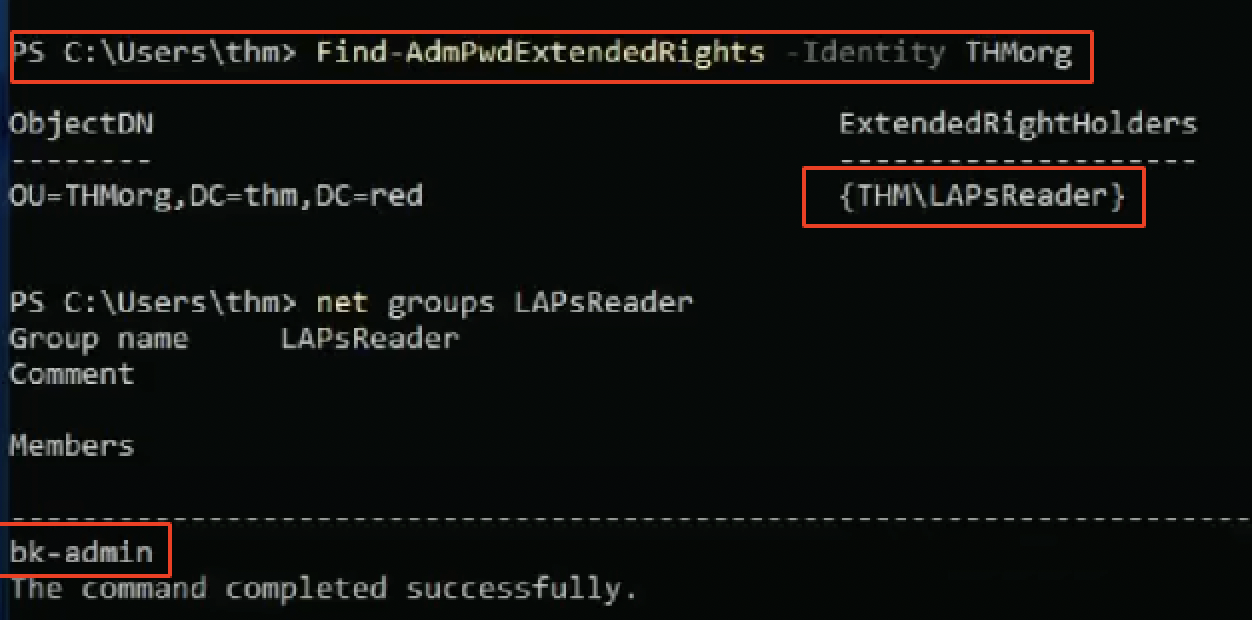 PS C:\Users\thm> Find-AdmPwdExtendedRights -Identity THMorg
ObjectDN ExtendedRightHolders
-------- --------------------
OU=THMorg,DC=thm,DC=red {THM\LAPsReader}
PS C:\Users\thm> net groups LAPsReader
Group name LAPsReader
Comment
Members
-------------------------------------------------------------------------------
bk-admin
The command completed successfully.